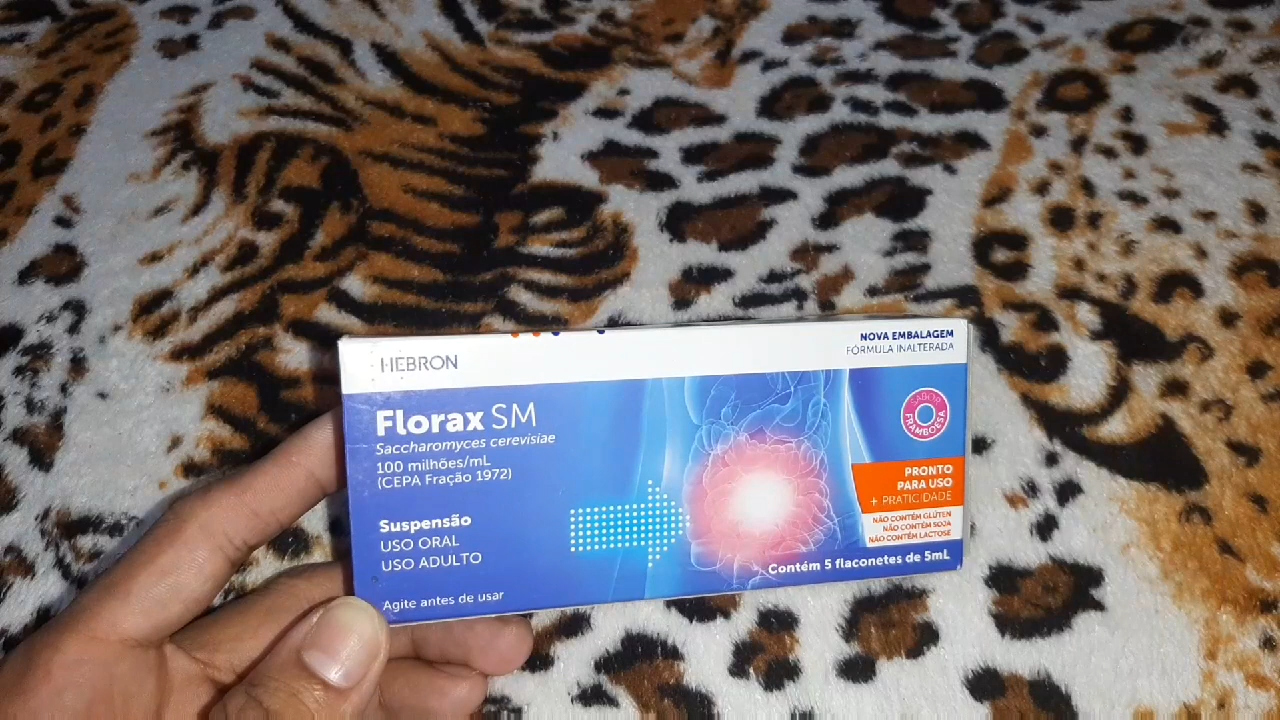 HEBRON
NOVA EMBALAGEM
FÓRMULA INALTERADA
Florax SM
Saccharomyces cerevisiae
100 milhões/mL
(CEPA Fração 1972)
SABOR
FRAMBOESA
PRONTO
PARA USO
+ PRATICIDADE
NÃO CONTÉM GLÚTEN
NÃO CONTÉM SOJA
NÃO CONTÉM LACTOSE
Suspensão
USO ORAL
USO ADULTO
Contém 5 flaconetes de 5mL
Agite antes de usar